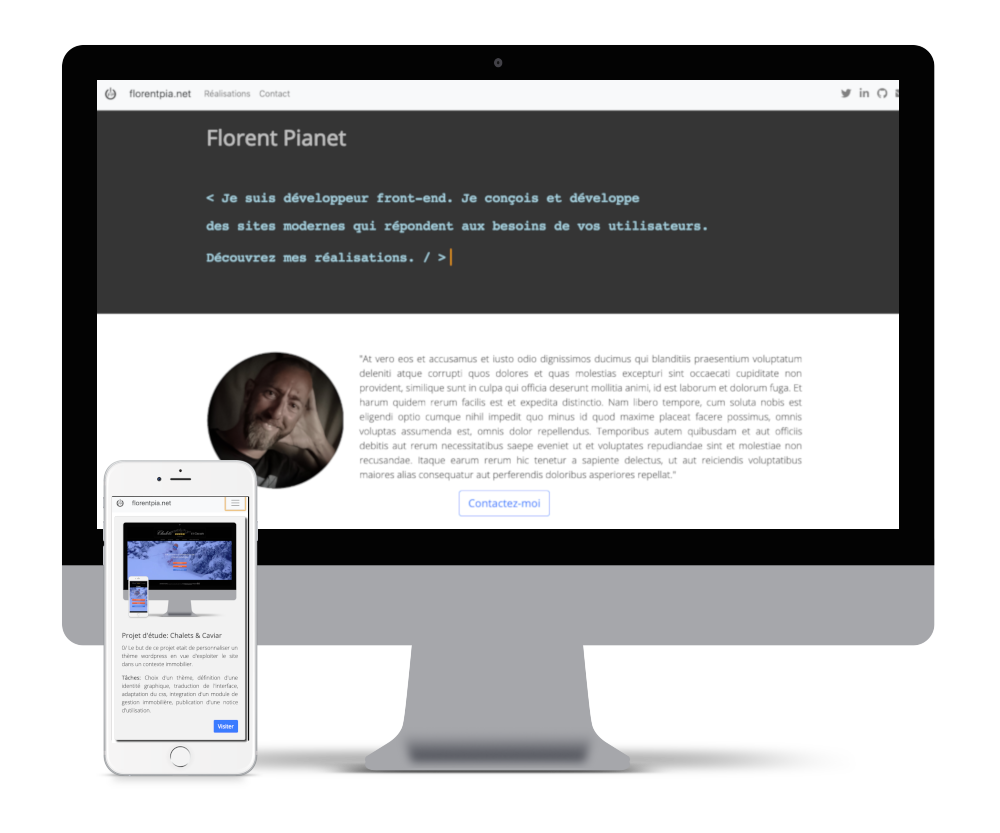 florentpia.net Réalisations Contact
Florent Pianet
< Je suis développeur front-end. Je conçois et développe
des sites modernes qui répondent aux besoins de vos utilisateurs.
Découvrez mes réalisations. / >
"At vero eos et accusamus et iusto odio dignissimos ducimus qui blanditiis praesentium voluptatum
deleniti atque corrupti quos dolores et quas molestias excepturi sint occaecati cupiditate non
provident, similique sunt in culpa qui officia deserunt mollitia animi, id est laborum et dolorum fuga. Et
harum quidem rerum facilis est et expedita distinctio. Nam libero tempore, cum soluta nobis est
eligendi optio cumque nihil impedit quo minus id quod maxime placeat facere possimus, omnis
voluptas assumenda est, omnis dolor repellendus. Temporibus autem quibusdam et aut officiis
debitis aut rerum necessitatibus saepe eveniet ut et voluptates repudiandae sint et molestiae non
recusandae. Itaque earum rerum hic tenetur a sapiente delectus, ut aut reiciendis voluptatibus
maiores alias consequatur aut perferendis doloribus asperiores repellat."
Contactez-moi
florentpia.net
Projet d'étude: Chalets & Caviar
Le but de ce projet était de personnaliser un
thème wordpress en vue d'exploiter le site
dans un contexte immobilier.
Tâches: Choix d'un thème, définition d'une
identité graphique, traduction de l'interface,
adaptation du css, integration d'un module de
gestion immobilière, publication d'une notice
d'utilisation.
Visiter